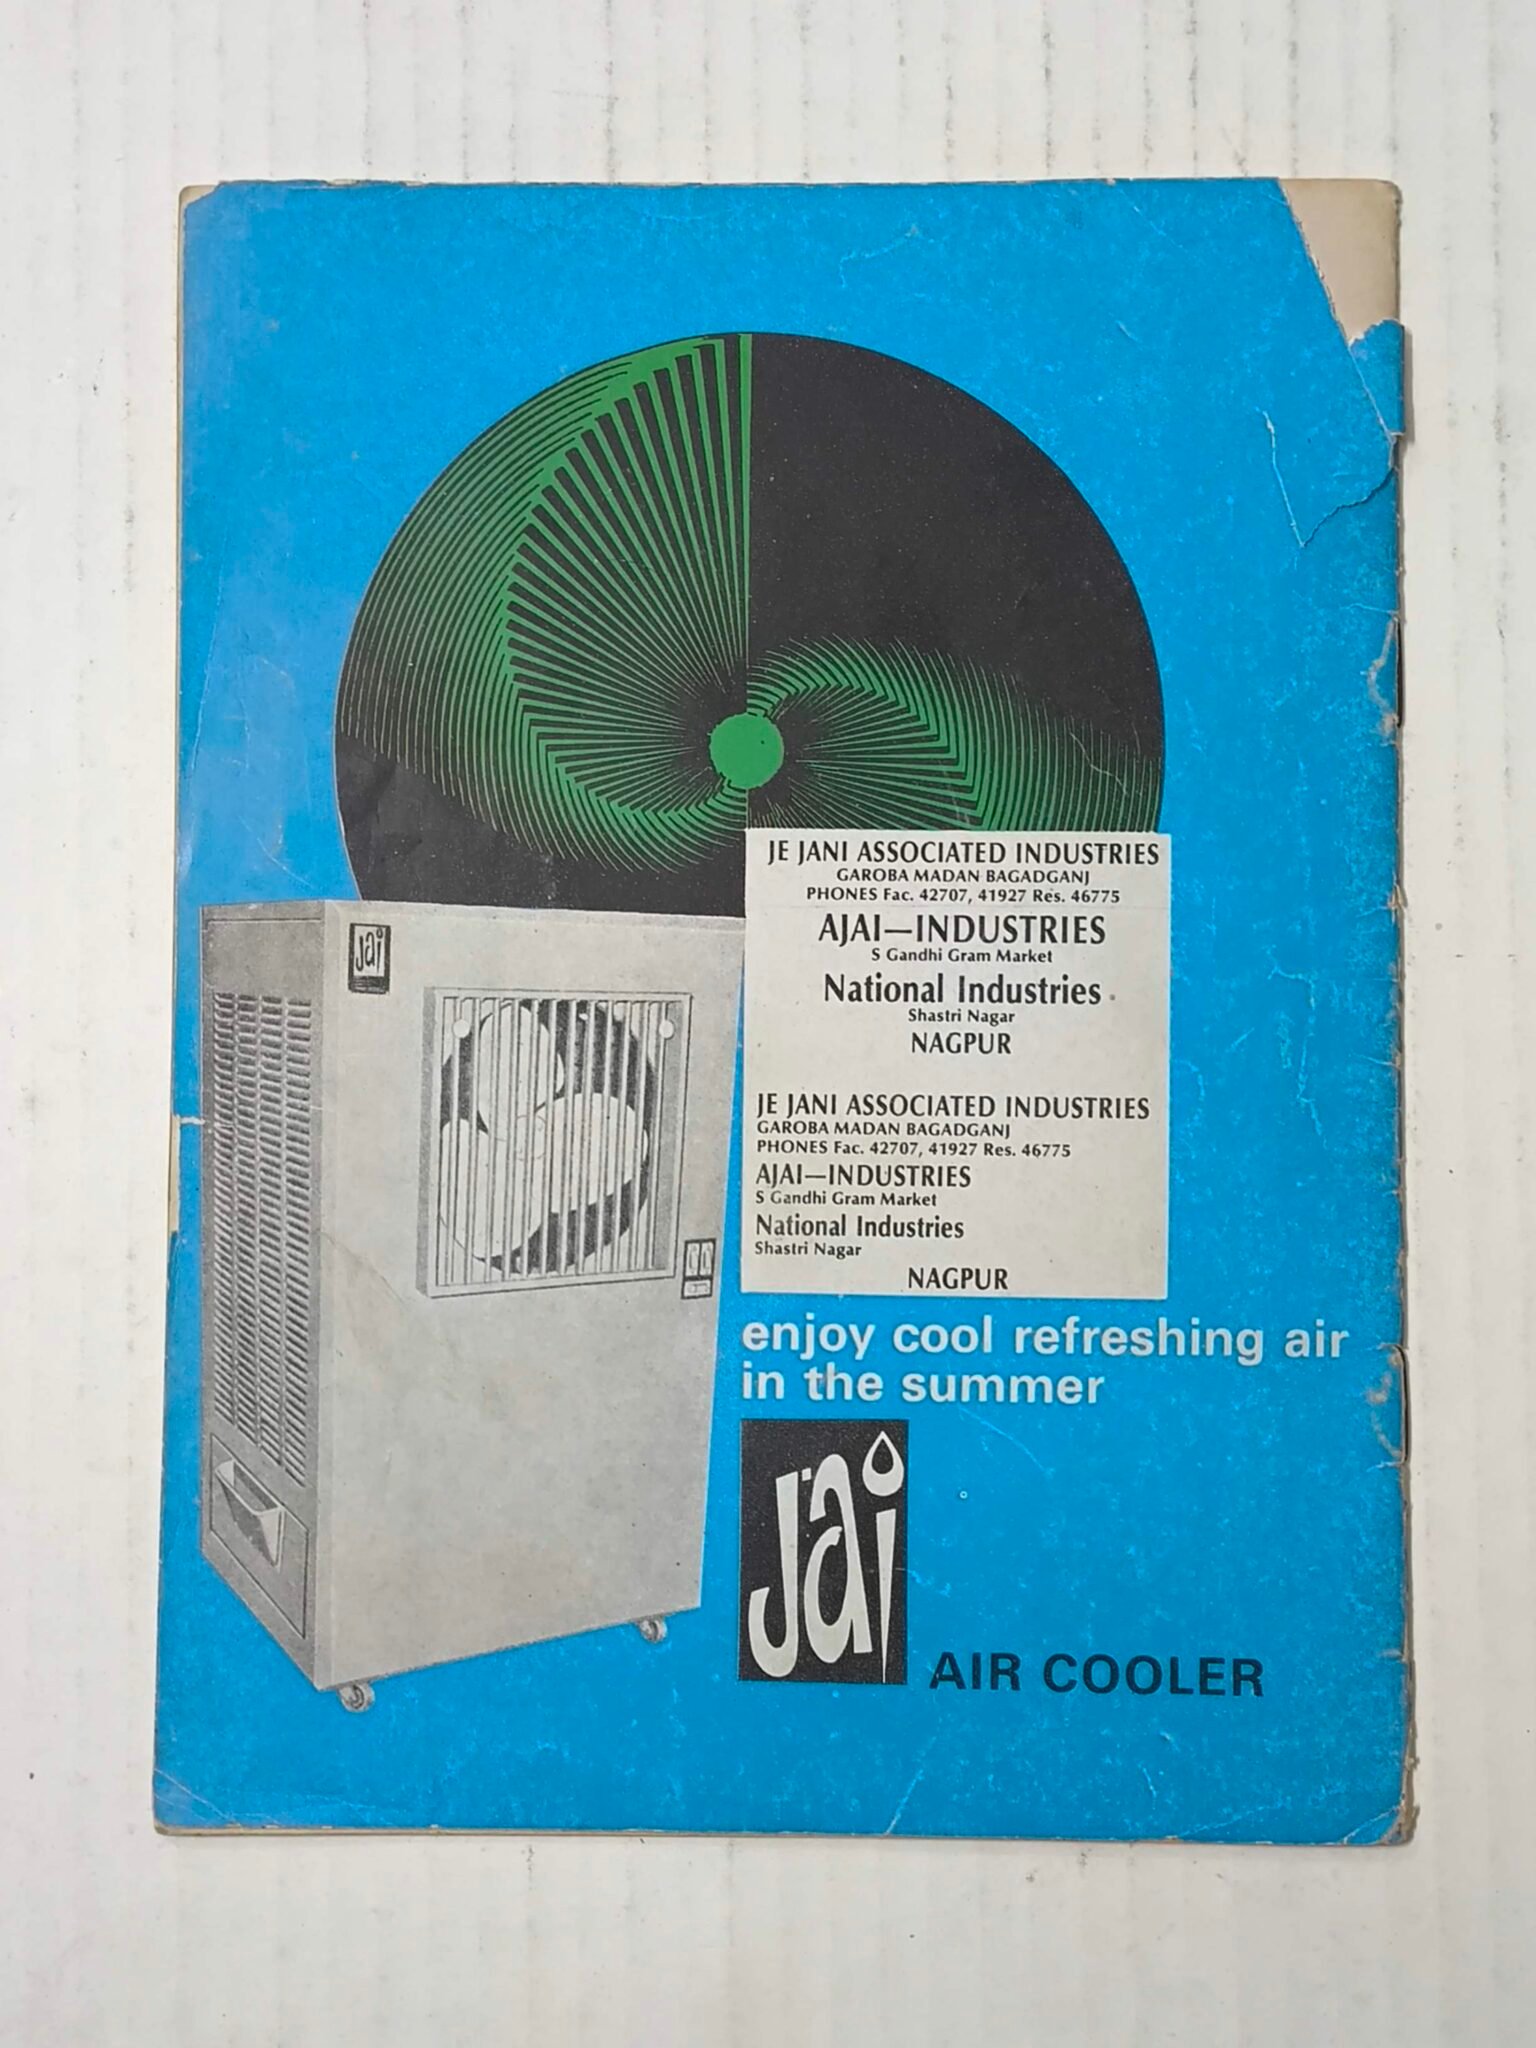 Jai
JE JANI ASSOCIATED INDUSTRIES
GAROBA MADAN BAGADGANJ
PHONES Fac. 42707, 41927 Res. 46775
AJAI—INDUSTRIES
S Gandhi Gram Market
National Industries
Shastri Nagar
NAGPUR
JE JANI ASSOCIATED INDUSTRIES
GAROBA MADAN BAGADGANJ
PHONES Fac. 42707, 41927 Res. 46775
AJAI—INDUSTRIES
S Gandhi Gram Market
National Industries
Shastri Nagar
NAGPUR
enjoy cool refreshing air
in the summer
Jai
AIR COOLER